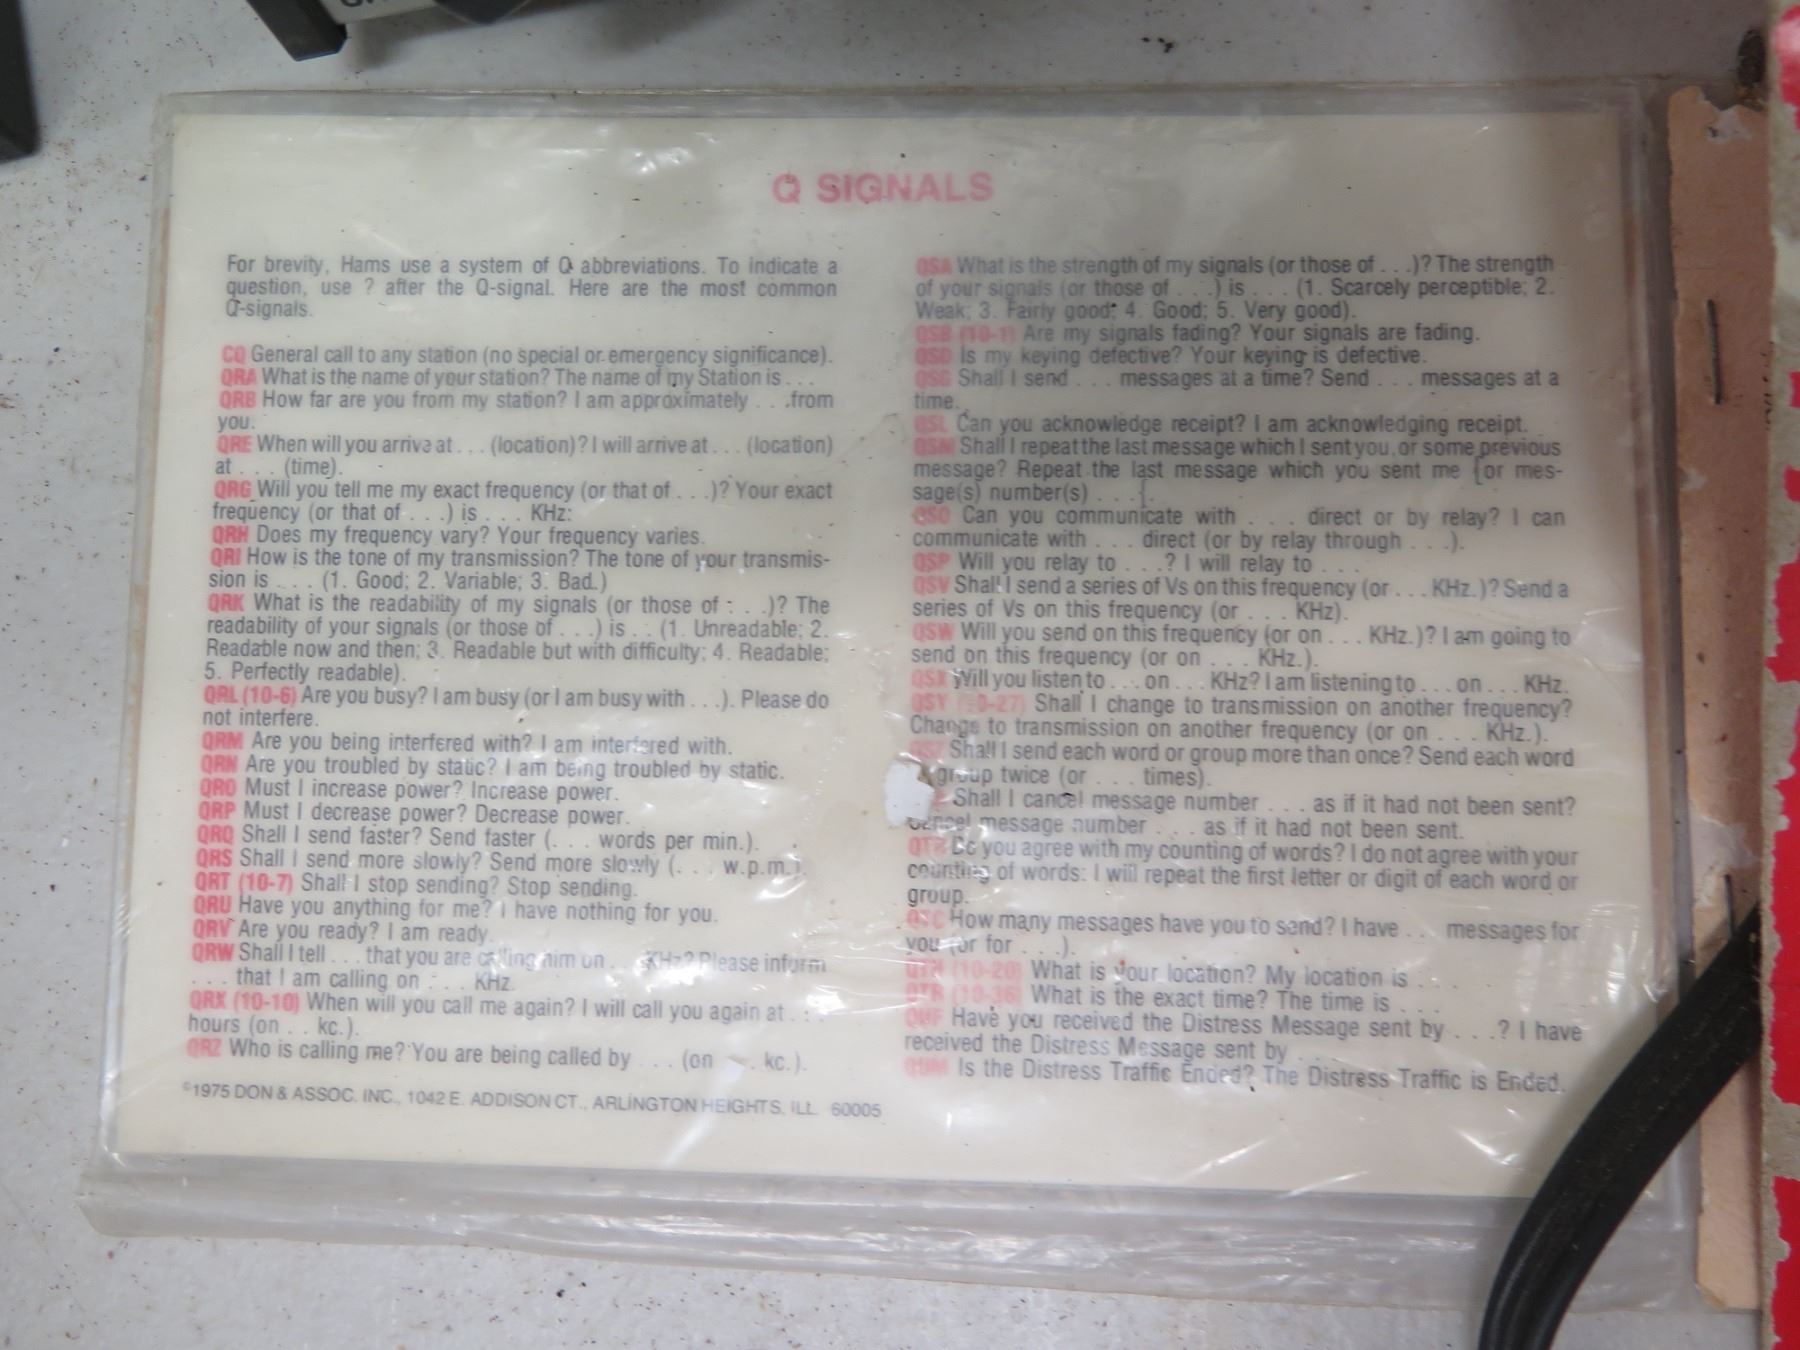 Q SIGNALS
For brevity, Hams use a system of Q abbreviations. To indicate a
question, use ? after the Q-signal. Here are the most common
Q-signals.
CQ General call to any station (no special or emergency significance).
QRA What is the name of your station? The name of my Station is . . .
QRB How far are you from my station? I am approximately . . .from
you.
QRE When will you arrive at . . . (location)? I will arrive at . . . (location)
at . . . (time).
QRG Will you tell me my exact frequency (or that of . . .)? Your exact
frequency (or that of . . .) is . . . KHz:
QRH Does my frequency vary? Your frequency varies.
QRI How is the tone of my transmission? The tone of your transmis-
sion is . . . (1. Good; 2. Variable; 3. Bad.)
QRK What is the readability of my signals (or those of . . .)? The
readability of your signals (or those of . . .) is . . (1. Unreadable; 2.
Readable now and then; 3. Readable but with difficulty; 4. Readable;
5. Perfectly readable).
QRL (10-6) Are you busy? I am busy (or I am busy with . . .). Please do
not interfere.
QRM Are you being interfered with? I am interfered with.
QRN Are you troubled by static? I am being troubled by static.
QRO Must I increase power? Increase power.
QRP Must I decrease power? Decrease power.
QRQ Shall I send faster? Send faster (. . . words per min.).
QRS Shall I send more slowly? Send more slowly (. . . w.p.m.).
QRT (10-7) Shall I stop sending? Stop sending.
QRU Have you anything for me? I have nothing for you.
QRV Are you ready? I am ready.
QRW Shall I tell . . . that you are calling him on . . . KHz? Please inform
. . . that I am calling on . . . KHz.
QRX (10-10) When will you call me again? I will call you again at . . .
hours (on . . kc.).
QRZ Who is calling me? You are being called by . . . (on . . kc.).
©1975 DON & ASSOC. INC., 1042 E. ADDISON CT., ARLINGTON HEIGHTS, ILL. 60005
QSA What is the strength of my signals (or those of . . .)? The strength
of your signals (or those of . . .) is . . . (1. Scarcely perceptible; 2.
Weak; 3. Fairly good; 4. Good; 5. Very good).
QSB (10-1) Are my signals fading? Your signals are fading.
QSD Is my keying defective? Your keying is defective.
QSG Shall I send . . . messages at a time? Send . . . messages at a
time.
QSL Can you acknowledge receipt? I am acknowledging receipt.
QSM Shall I repeat the last message which I sent you, or some previous
message? Repeat the last message which you sent me {or mes-
sage(s) number(s) . . .{.
QSO Can you communicate with . . . direct or by relay? I can
communicate with . . . direct (or by relay through . . .).
QSP Will you relay to . . .? I will relay to . . .
QSV Shall I send a series of Vs on this frequency (or . . . KHz.)? Send a
series of Vs on this frequency (or . . . KHz).
QSW Will you send on this frequency (or on . . . KHz.)? I am going to
send on this frequency (or on . . . KHz.).
QSX Will you listen to . . . on . . . KHz? I am listening to . . . on . . . KHz.
QSY (10-27) Shall I change to transmission on another frequency?
Change to transmission on another frequency (or on . . . KHz.).
QSZ Shall I send each word or group more than once? Send each word
group twice (or . . . times).
Shall I cancel message number . . . as if it had not been sent?
Cancel message number . . . as if it had not been sent.
QTB Do you agree with my counting of words? I do not agree with your
counting of words: I will repeat the first letter or digit of each word or
group.
QTC How many messages have you to send? I have . . messages for
you (or for . . .).
QTH (10-20) What is your location? My location is . . .
QTR (10-36) What is the exact time? The time is . . .
QUF Have you received the Distress Message sent by . . .? I have
received the Distress Message sent by . . .
QUM Is the Distress Traffic Ended? The Distress Traffic is Ended.